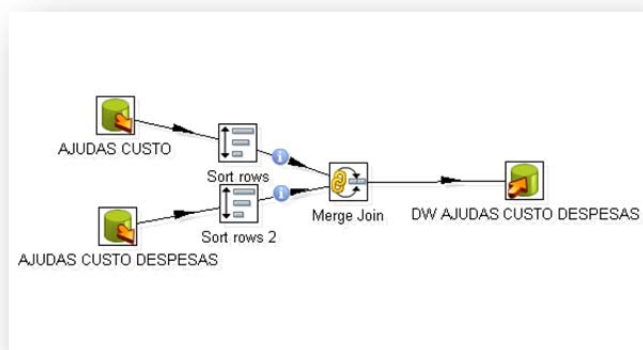 AJUDAS CUSTO
Sort rows
Merge Join
DW AJUDAS CUSTO DESPESAS
Sort rows 2
AJUDAS CUSTO DESPESAS